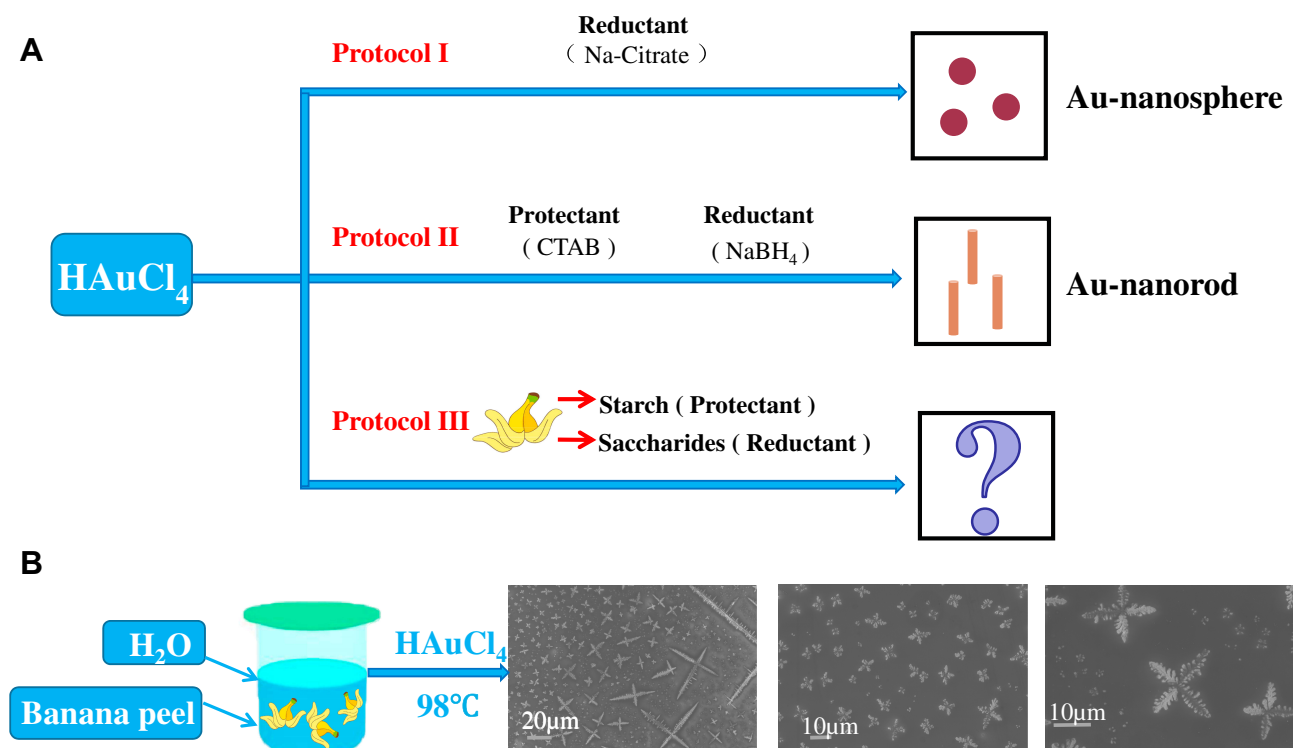 A
Protocol I
Reductant
（ Na-Citrate ）
Au-nanosphere
HAuCl₄
Protocol II
Protectant
( CTAB )
Reductant
( NaBH₄ )
Au-nanorod
Protocol III
Starch ( Protectant )
Saccharides ( Reductant )
?
B
H₂O
Banana peel
HAuCl₄
98℃
20μm
10μm
10μm